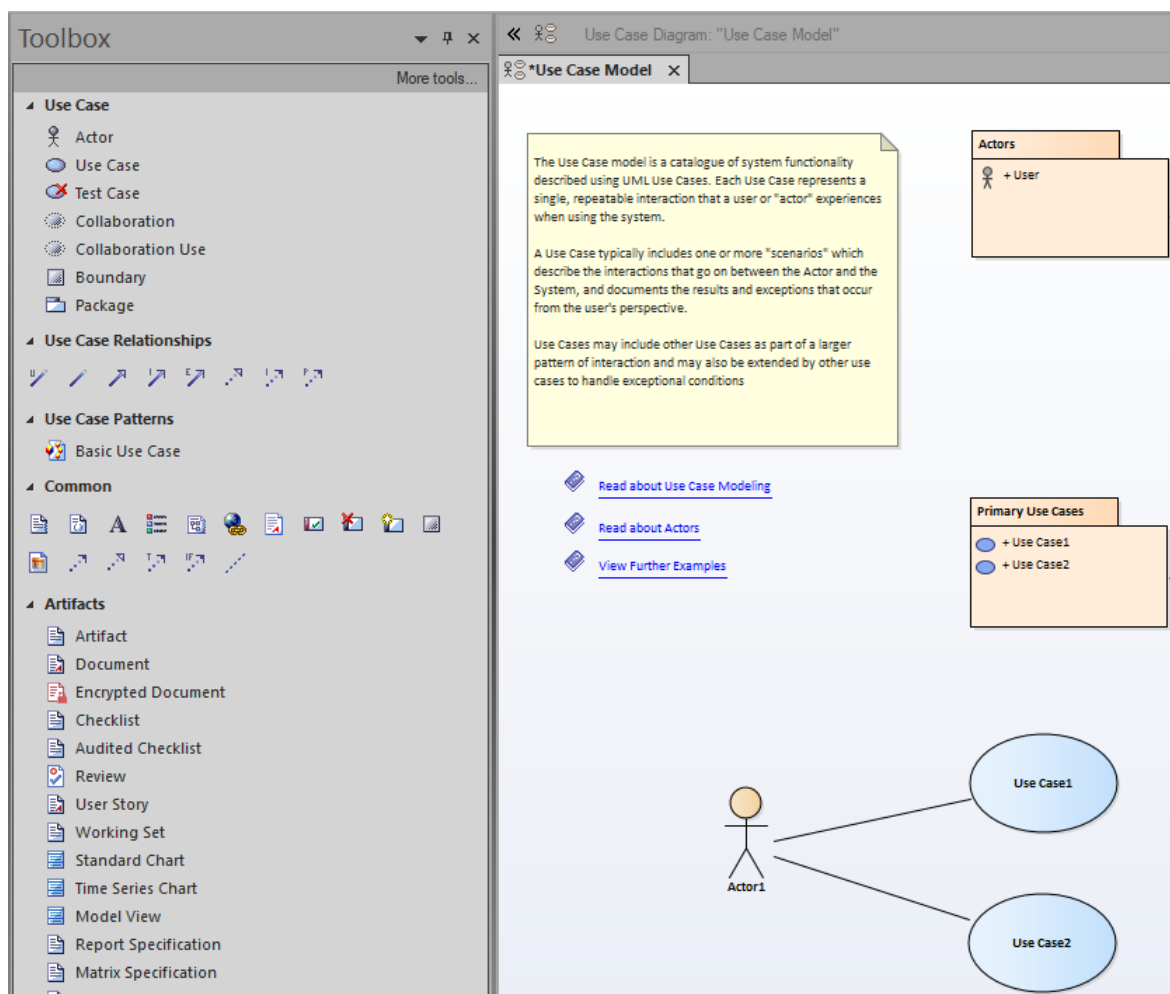 Toolbox
More tools...
Use Case
Actor
Use Case
Test Case
Collaboration
Collaboration Use
Boundary
Package
Use Case Relationships
U
I
E
I
P
Use Case Patterns
Basic Use Case
Common
A
T
IF
Artifacts
Artifact
Document
Encrypted Document
Checklist
Audited Checklist
Review
User Story
Working Set
Standard Chart
Time Series Chart
Model View
Report Specification
Matrix Specification
Use Case Diagram: "Use Case Model"
*Use Case Model
The Use Case model is a catalogue of system functionality
described using UML Use Cases. Each Use Case represents a
single, repeatable interaction that a user or "actor" experiences
when using the system.
A Use Case typically includes one or more "scenarios" which
describe the interactions that go on between the Actor and the
System, and documents the results and exceptions that occur
from the user's perspective.
Use Cases may include other Use Cases as part of a larger
pattern of interaction and may also be extended by other use
cases to handle exceptional conditions
Read about Use Case Modeling
Read about Actors
View Further Examples
Actors
+ User
Primary Use Cases
+ Use Case1
+ Use Case2
Actor1
Use Case1
Use Case2